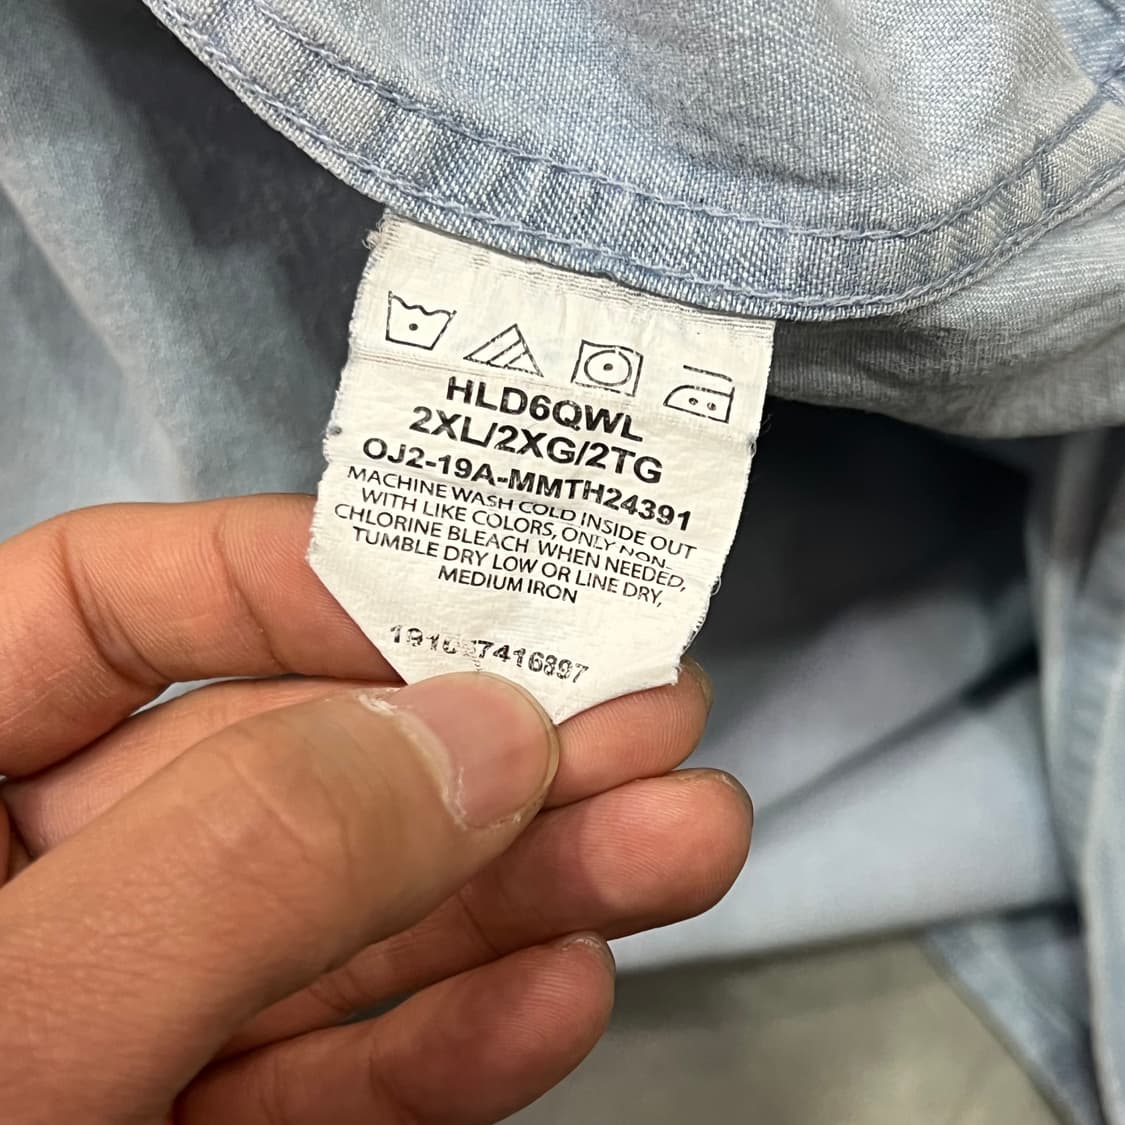 HLD6QWL
2XL/2XG/2TG
OJ2-19A-MMTH24391
MACHINE WASH COLD INSIDE OUT
WITH LIKE COLORS, ONLY NON-
CHLORINE BLEACH WHEN NEEDED,
TUMBLE DRY LOW OR LINE DRY,
MEDIUM IRON